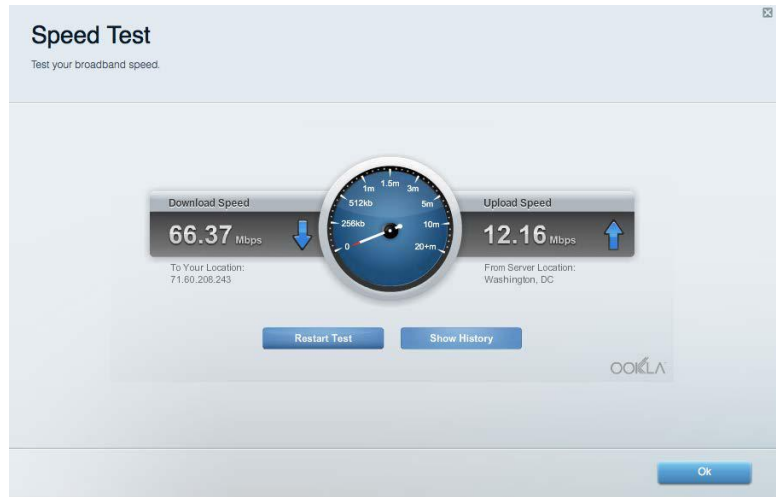 Speed Test
Test your broadband speed.
Download Speed
66.37 Mbps
To Your Location:
71.60.208.243
0
256kb
512kb
1m
1.5m
3m
5m
10m
20+m
Upload Speed
12.16 Mbps
From Server Location:
Washington, DC
Restart Test
Show History
OOKLA
Ok